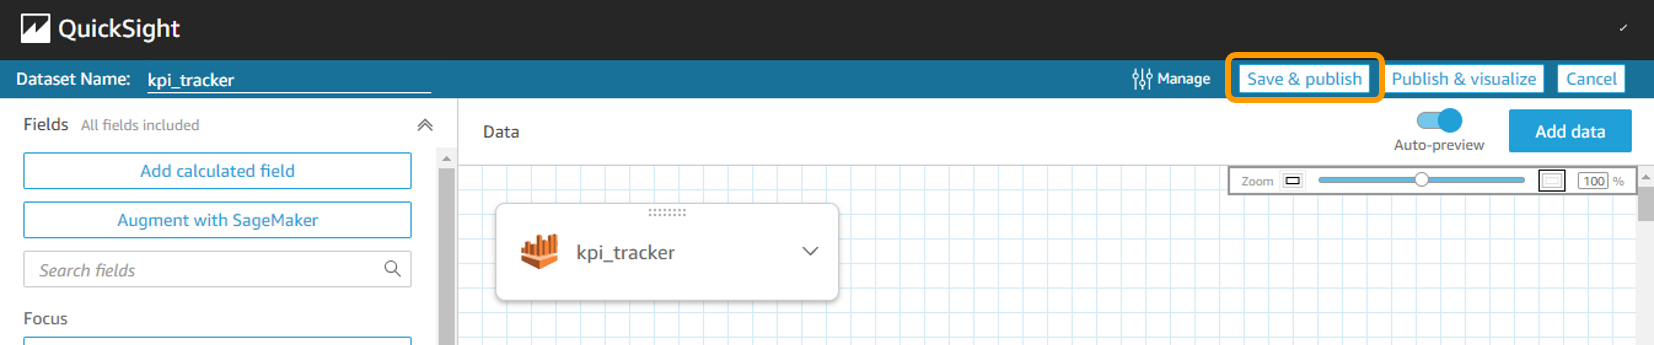 QuickSight
Dataset Name: kpi_tracker
Manage
Save & publish
Publish & visualize
Cancel
Fields All fields included
Add calculated field
Augment with SageMaker
Search fields
Focus
Data
Auto-preview
Add data
Zoom
100 %
kpi_tracker